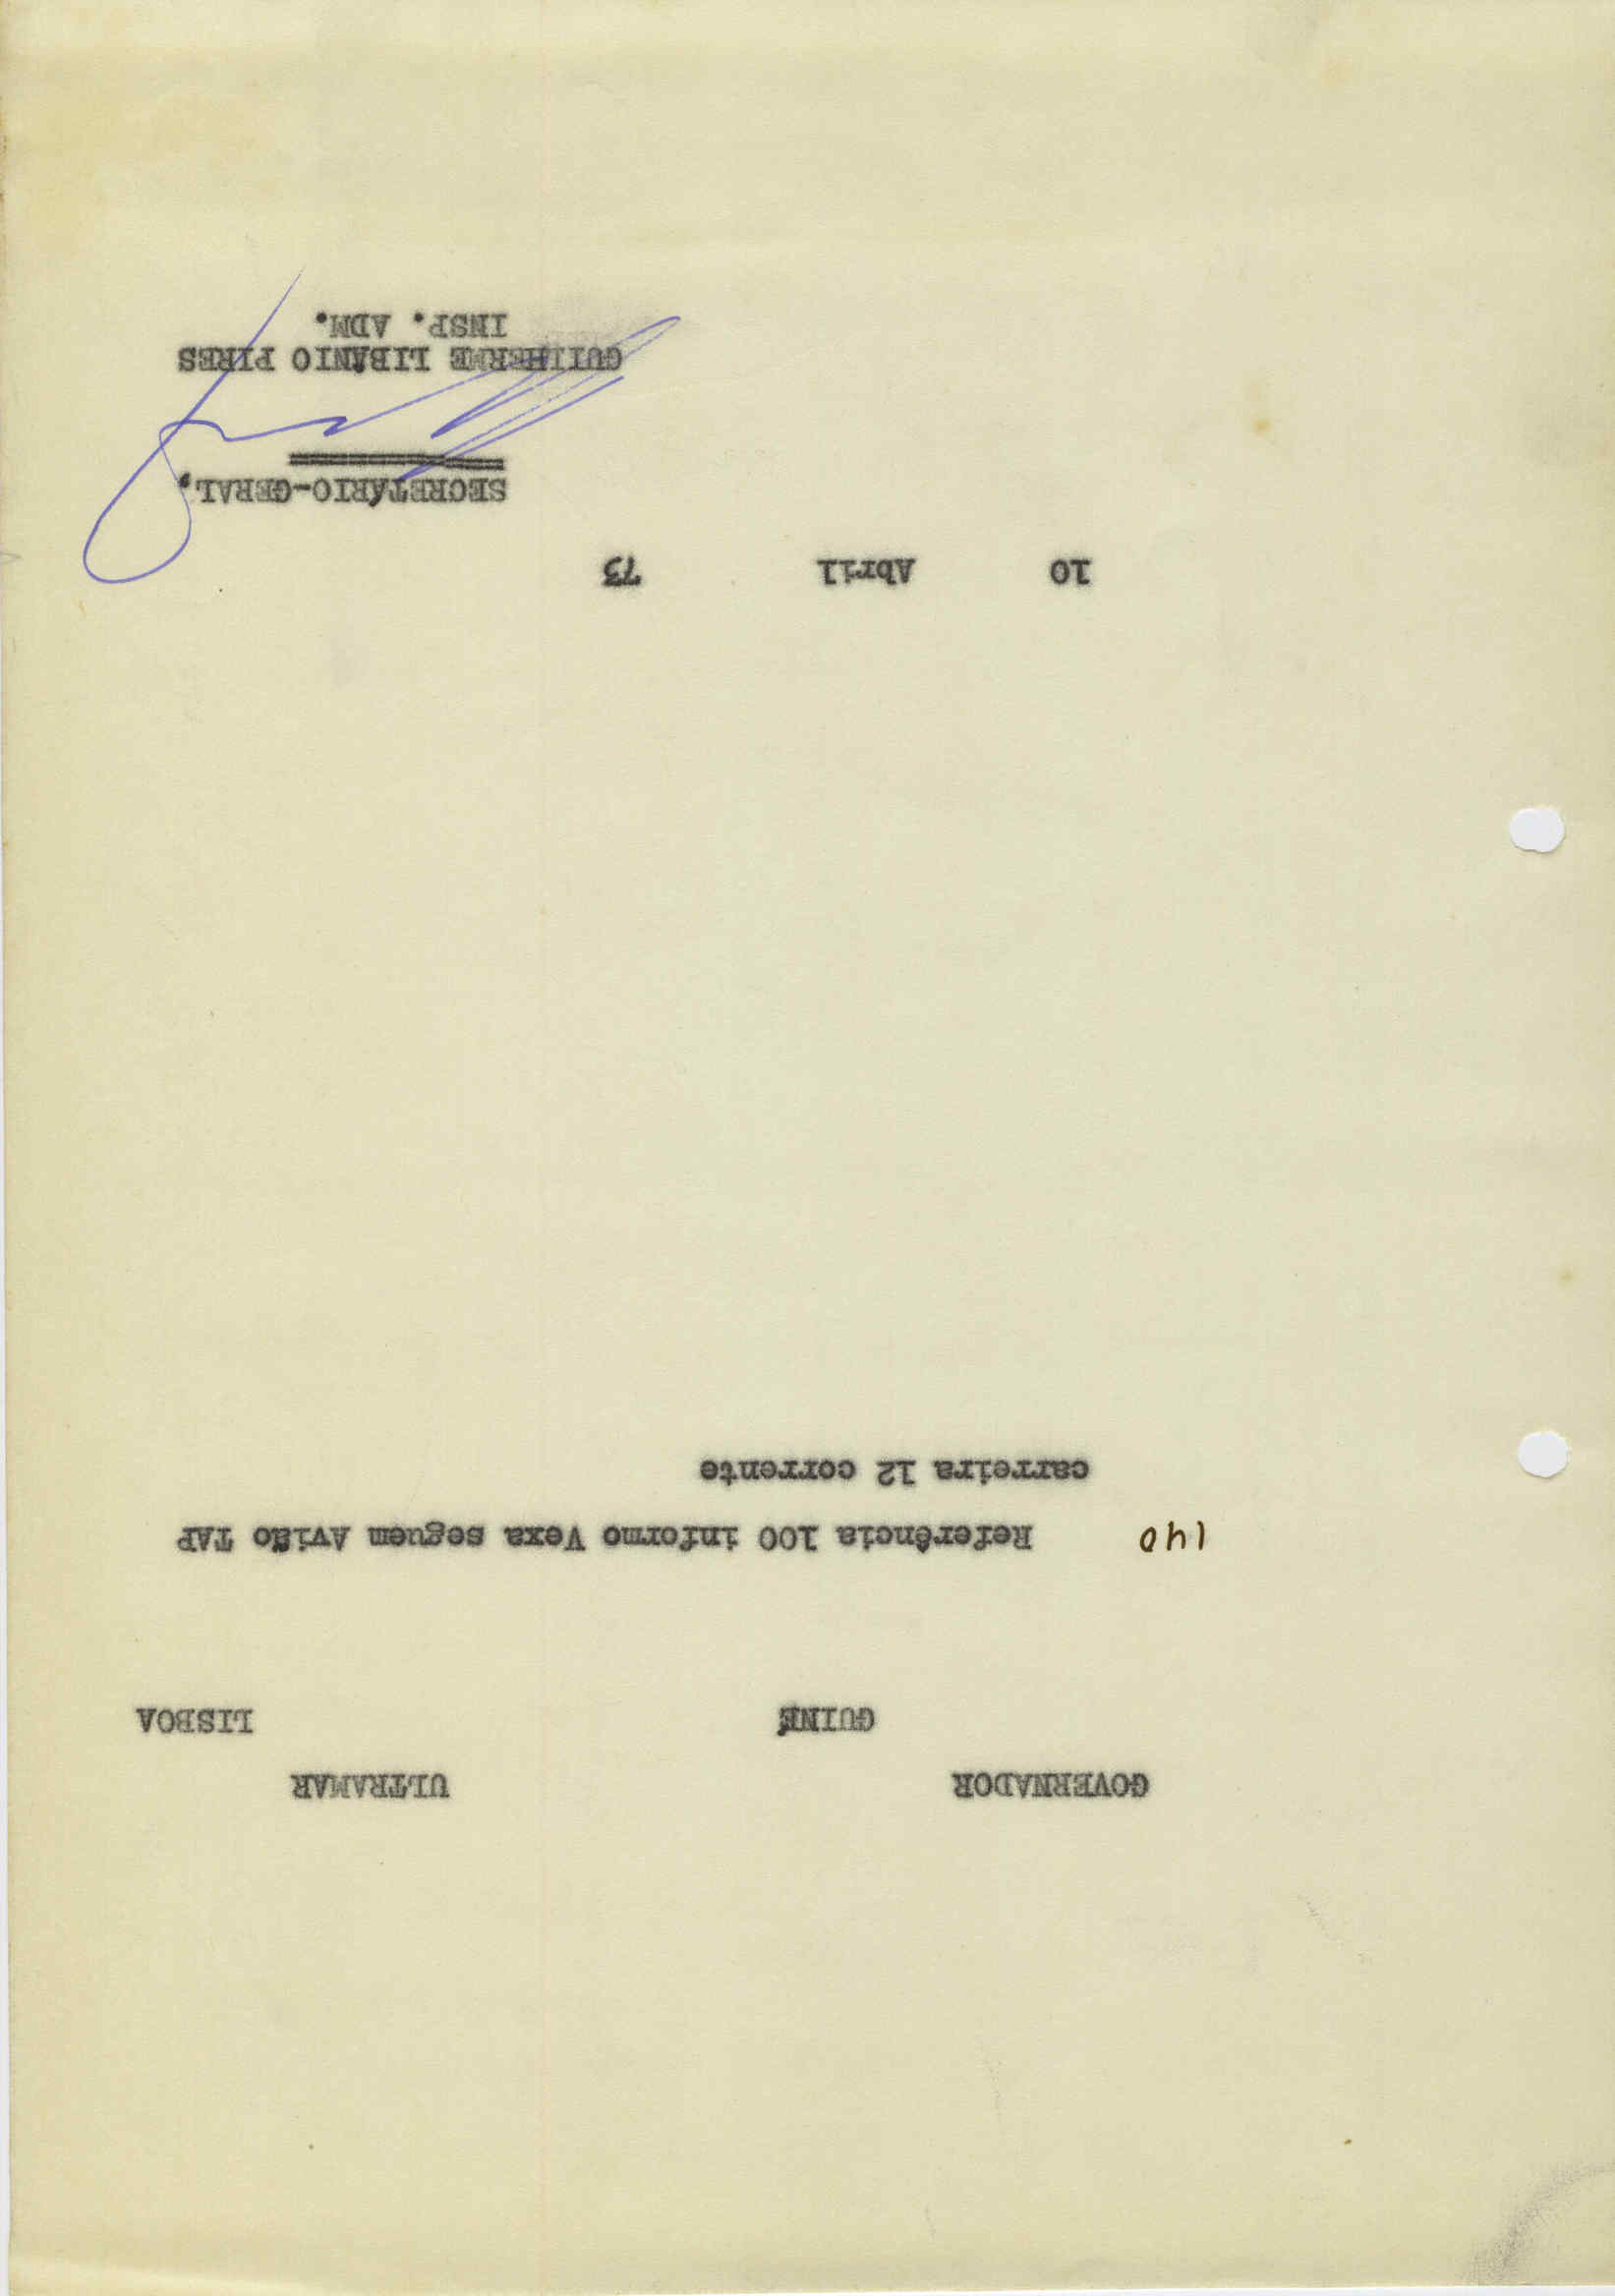 GOVERNADOR ULTRAMAR
GUINÉ LISBOA
140 Referência 100 informo Vexa seguem Avião TAP
carreira 12 corrente
10 Abril 73
SECRETÁRIO-GERAL,
GUILHERME LIBÂNIO PIRES
INSP. ADM.